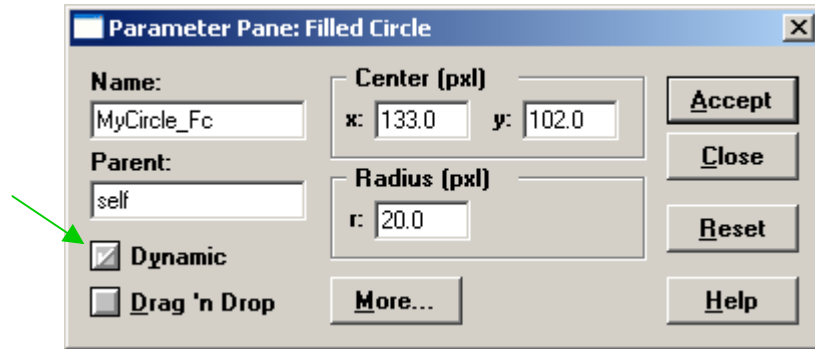 Parameter Pane: Filled Circle
Name:
MyCircle_Fc
Parent:
self
Dynamic
Drag 'n Drop
Center (pxl)
x: 133.0 y: 102.0
Radius (pxl)
r: 20.0
More...
Accept
Close
Reset
Help